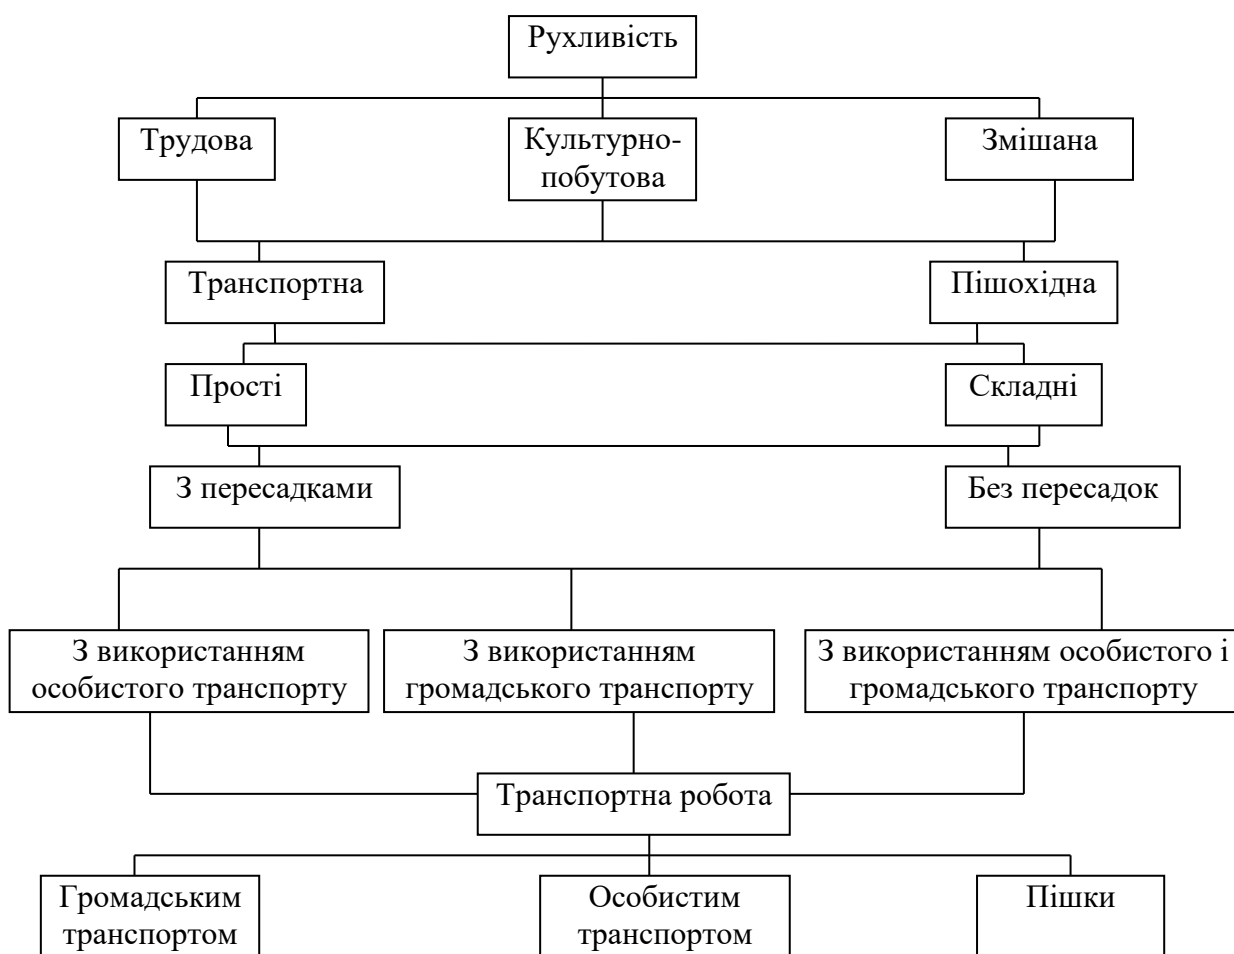 Рухливість
Трудова
Культурно-
побутова
Змішана
Транспортна
Пішохідна
Прості
Складні
З пересадками
Без пересадок
З використанням
особистого транспорту
З використанням
громадського транспорту
З використанням особистого і
громадського транспорту
Транспортна робота
Громадським
транспортом
Особистим
транспортом
Пішки